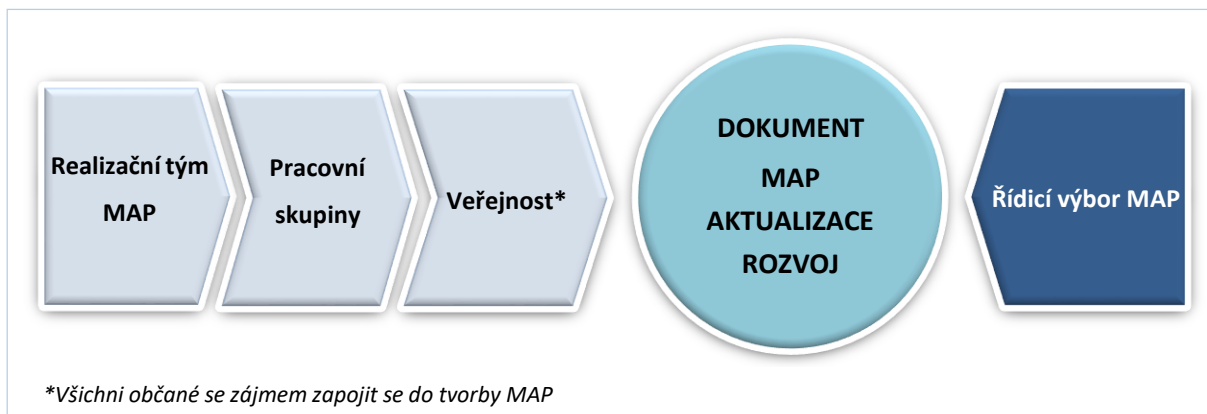 Realizační tým
MAP
Pracovní
skupiny
Veřejnost*
DOKUMENT
MAP
AKTUALIZACE
ROZVOJ
Řídicí výbor MAP
*Všichni občané se zájmem zapojit se do tvorby MAP